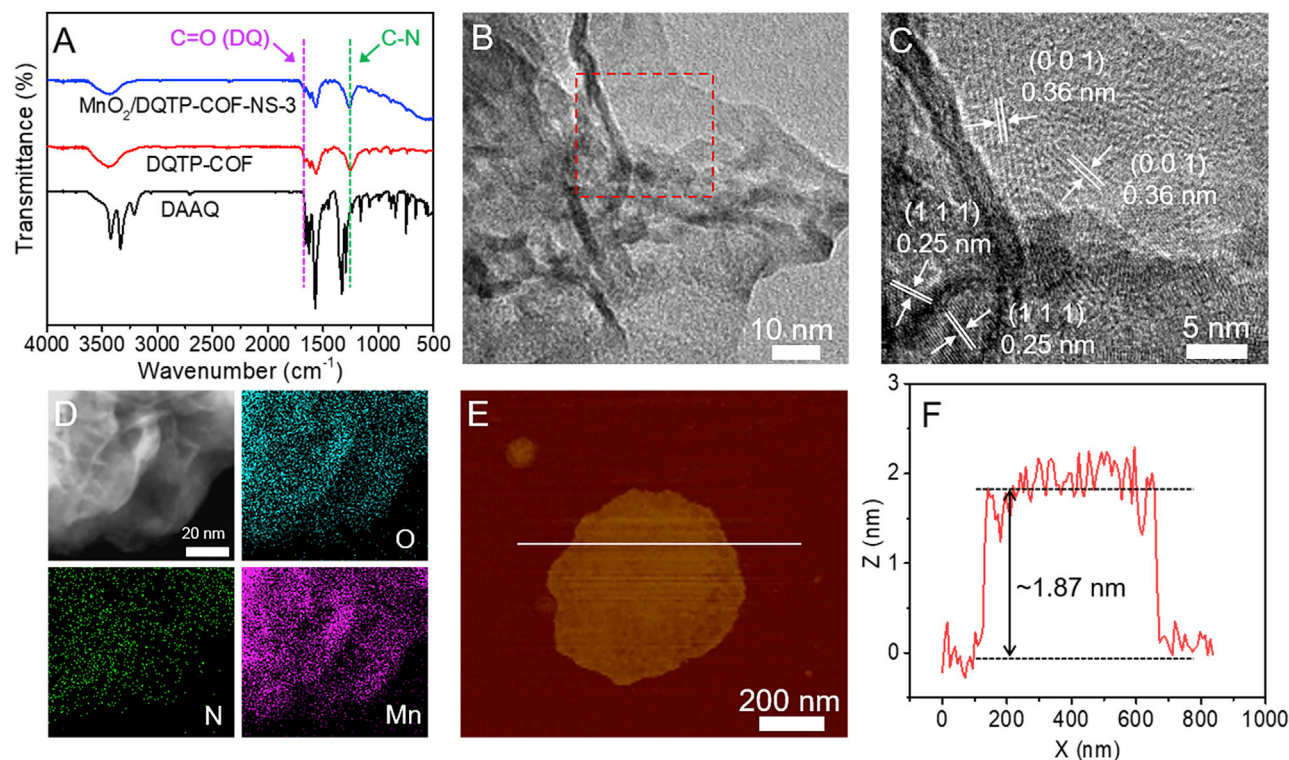 A
C=O (DQ)
C-N
MnO₂/DQTP-COF-NS-3
DQTP-COF
DAAQ
Transmittance (%)
4000 3500 3000 2500 2000 1500 1000 500
Wavenumber (cm⁻¹)
B
10 nm
C
(0 0 1)
0.36 nm
(0 0 1)
0.36 nm
(1 1 1)
0.25 nm
(1 1 1)
0.25 nm
5 nm
D
20 nm
O
N
Mn
E
200 nm
F
3
2
1
0
Z (nm)
~1.87 nm
0 200 400 600 800 1000
X (nm)